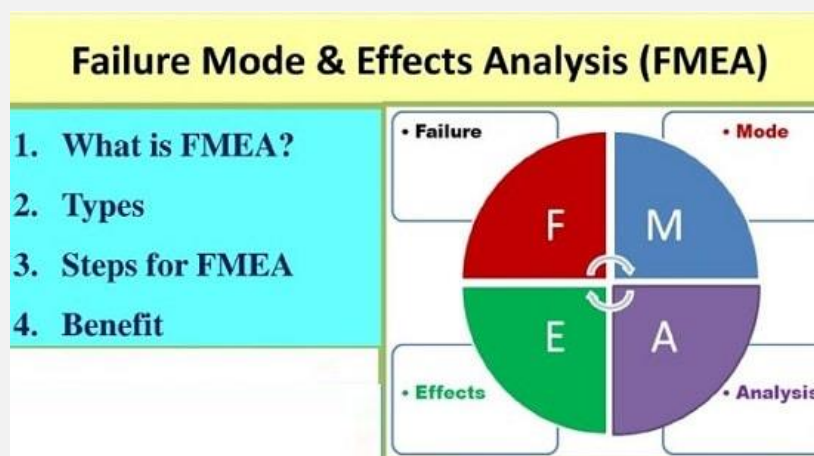 Failure Mode & Effects Analysis (FMEA)
1. What is FMEA?
2. Types
3. Steps for FMEA
4. Benefit
• Failure
• Mode
F
M
E
A
• Effects
• Analysis